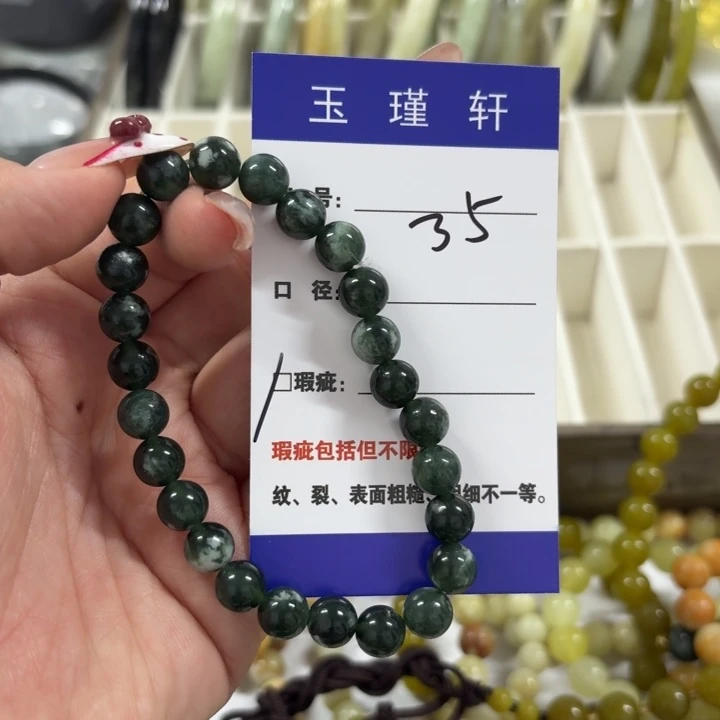 玉瑾轩
号：
35
口 径：
□瑕疵：
瑕疵包括但不限
纹、裂、表面粗糙、粗细不一等。